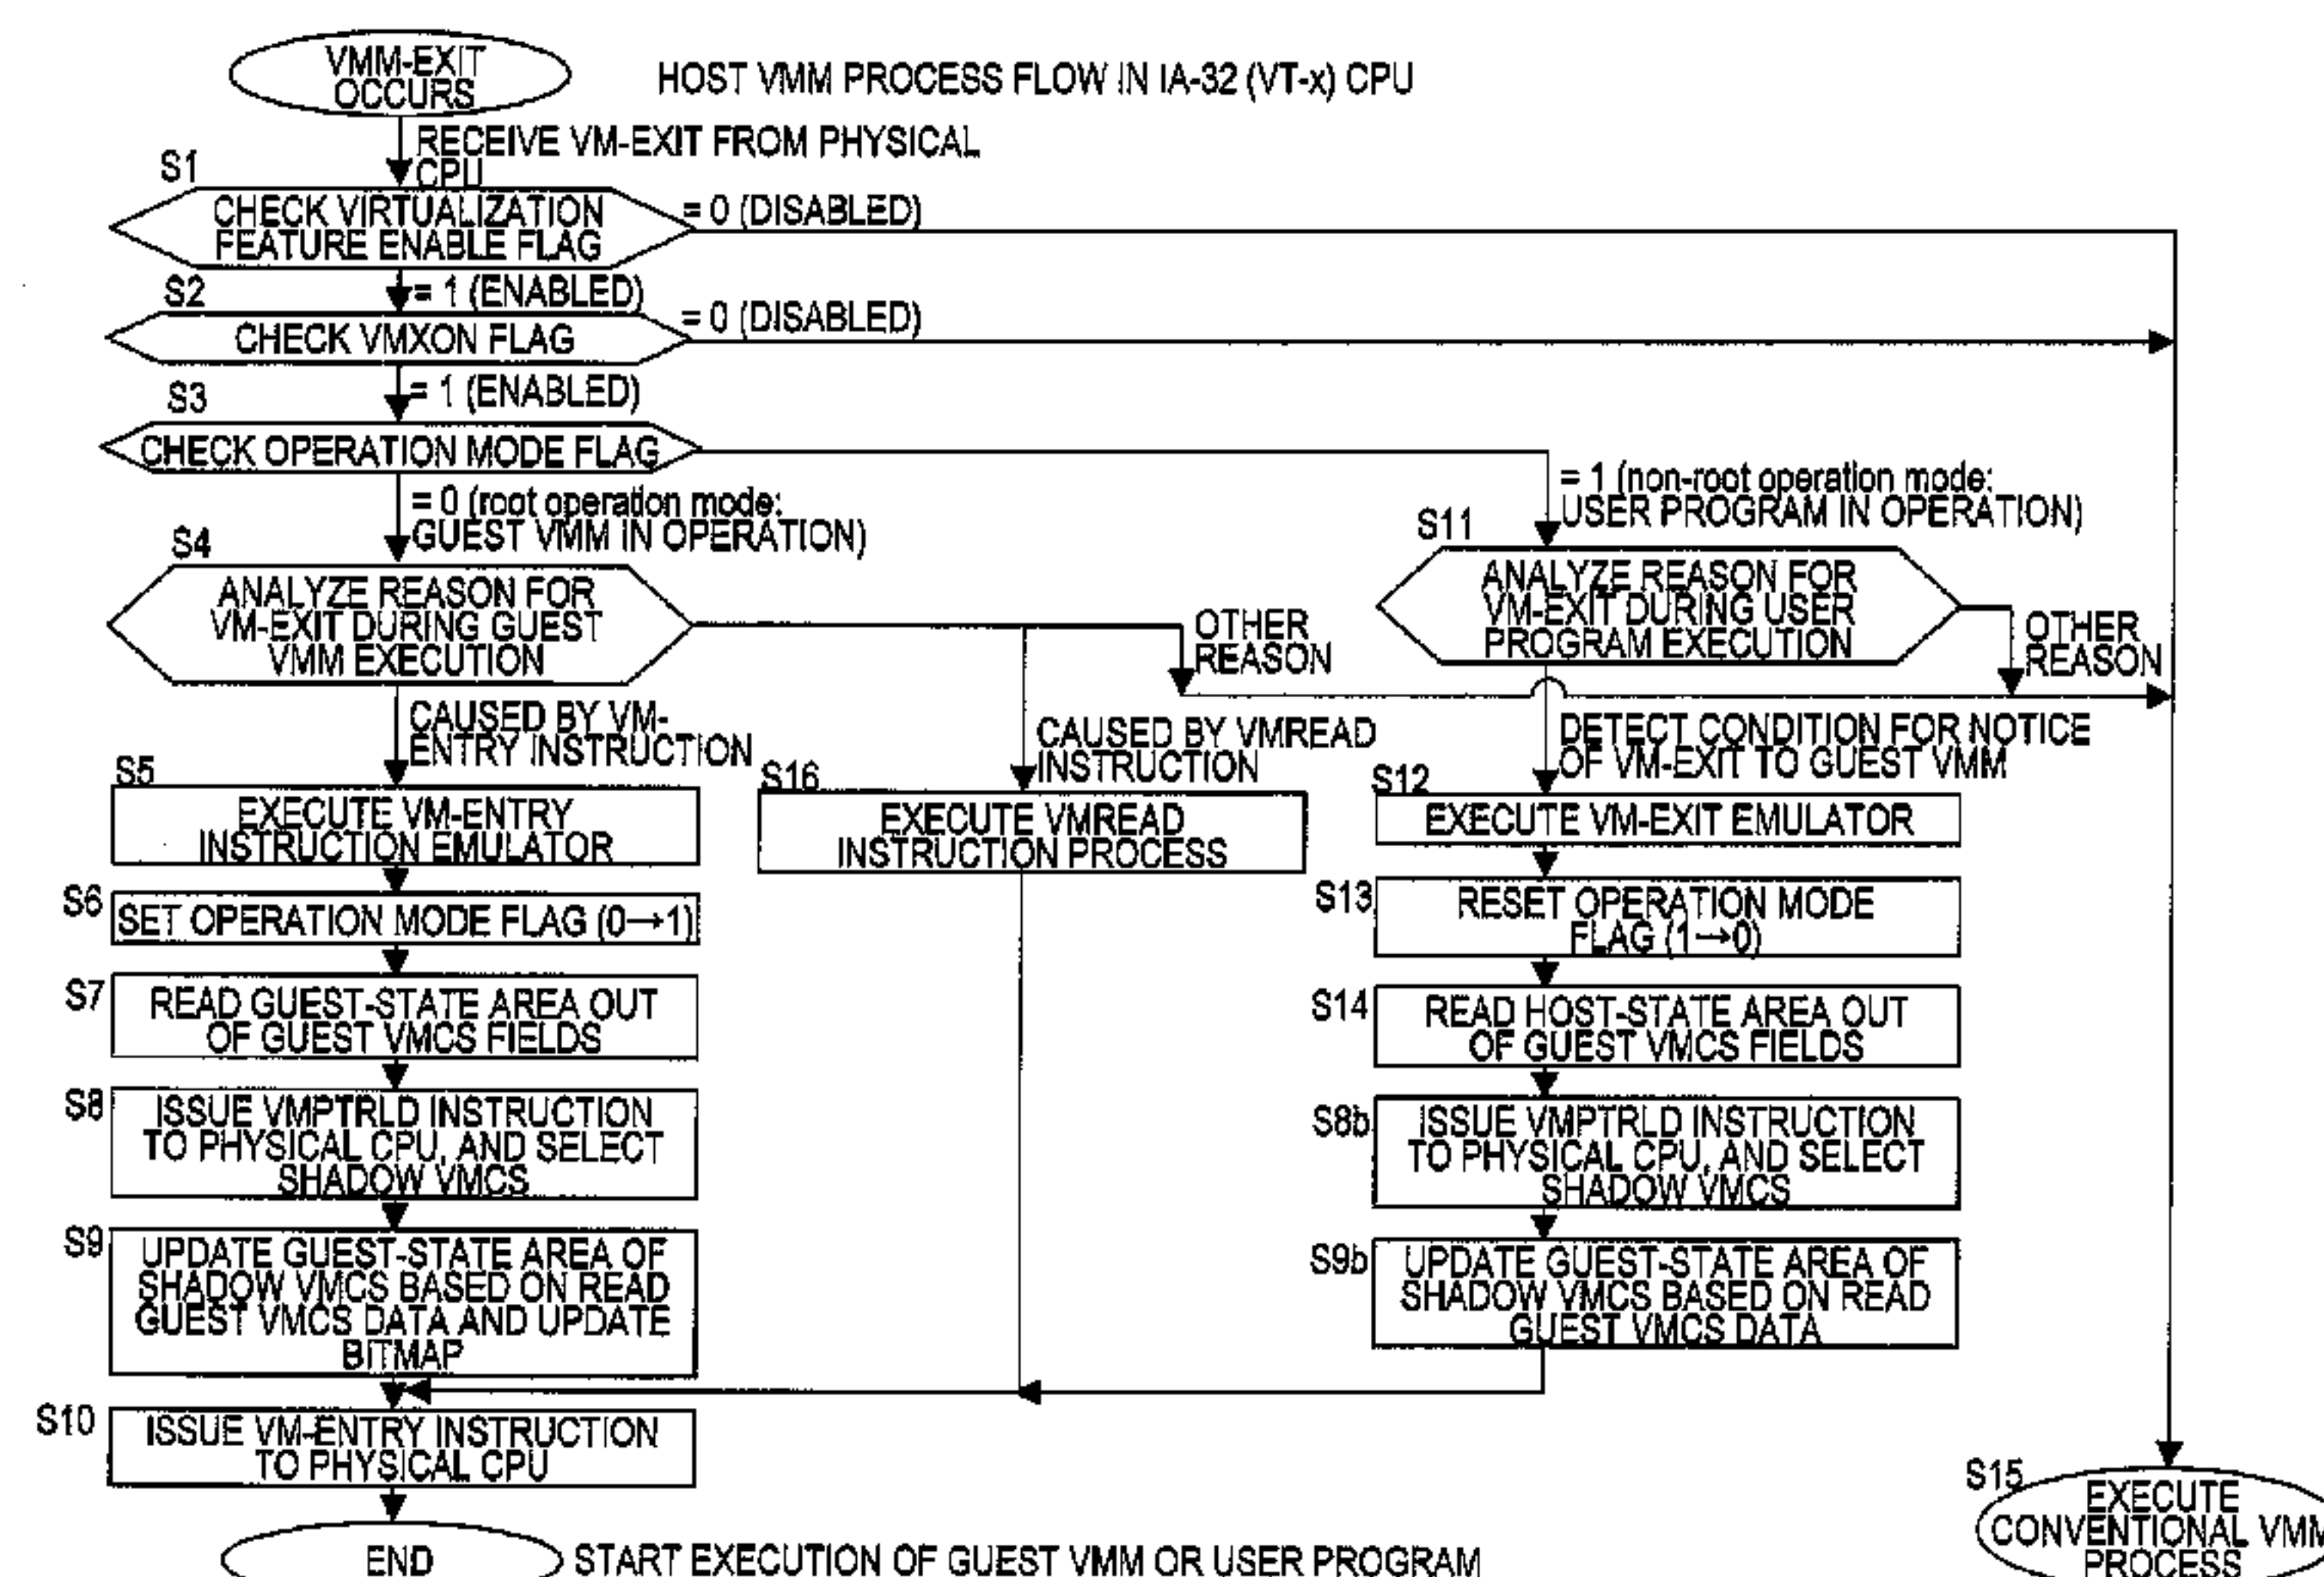 VMM-EXIT
OCCURS
HOST VMM PROCESS FLOW IN IA-32 (VT-x) CPU
RECEIVE VM-EXIT FROM PHYSICAL
CPU
S1
CHECK VIRTUALIZATION
FEATURE ENABLE FLAG
= 0 (DISABLED)
= 1 (ENABLED)
S2
CHECK VMXON FLAG
= 0 (DISABLED)
= 1 (ENABLED)
S3
CHECK OPERATION MODE FLAG
= 0 (root operation mode:
GUEST VMM IN OPERATION)
= 1 (non-root operation mode:
USER PROGRAM IN OPERATION)
S4
ANALYZE REASON FOR
VM-EXIT DURING GUEST
VMM EXECUTION
OTHER
REASON
S11
ANALYZE REASON FOR
VM-EXIT DURING USER
PROGRAM EXECUTION
OTHER
REASON
CAUSED BY VM-
ENTRY INSTRUCTION
CAUSED BY VMREAD
INSTRUCTION
DETECT CONDITION FOR NOTICE
OF VM-EXIT TO GUEST VMM
S5
EXECUTE VM-ENTRY
INSTRUCTION EMULATOR
S16
EXECUTE VMREAD
INSTRUCTION PROCESS
S12
EXECUTE VM-EXIT EMULATOR
S6
SET OPERATION MODE FLAG (0→1)
S13
RESET OPERATION MODE
FLAG (1→0)
S7
READ GUEST-STATE AREA OUT
OF GUEST VMCS FIELDS
S14
READ HOST-STATE AREA OUT
OF GUEST VMCS FIELDS
S8
ISSUE VMPTRLD INSTRUCTION
TO PHYSICAL CPU, AND SELECT
SHADOW VMCS
S8b
ISSUE VMPTRLD INSTRUCTION
TO PHYSICAL CPU, AND SELECT
SHADOW VMCS
S9
UPDATE GUEST-STATE AREA OF
SHADOW VMCS BASED ON READ
GUEST VMCS DATA AND UPDATE
BITMAP
S9b
UPDATE GUEST-STATE AREA OF
SHADOW VMCS BASED ON READ
GUEST VMCS DATA
S10
ISSUE VM-ENTRY INSTRUCTION
TO PHYSICAL CPU
S15
EXECUTE
CONVENTIONAL VMM
PROCESS
END
START EXECUTION OF GUEST VMM OR USER PROGRAM